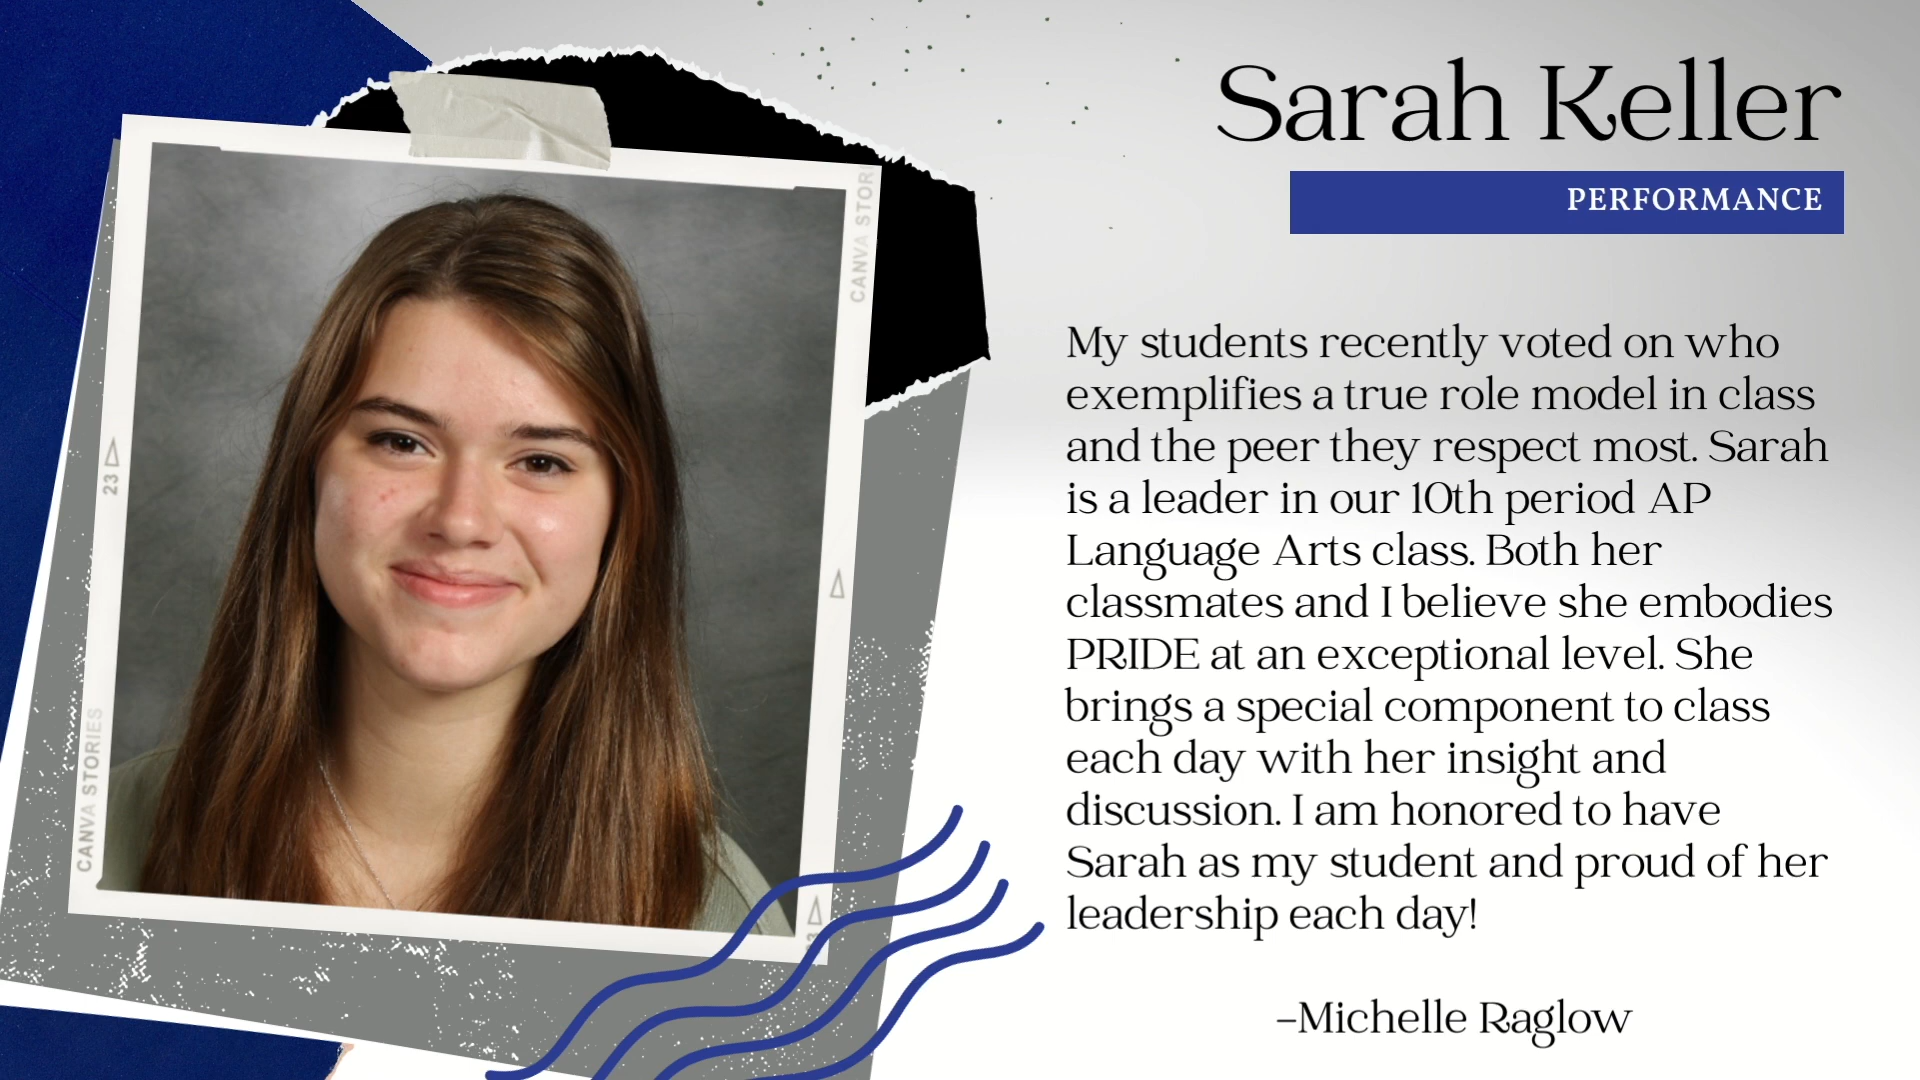 Sarah Keller
PERFORMANCE
My students recently voted on who
exemplifies a true role model in class
and the peer they respect most. Sarah
is a leader in our 10th period AP
Language Arts class. Both her
classmates and I believe she embodies
PRIDE at an exceptional level. She
brings a special component to class
each day with her insight and
discussion. I am honored to have
Sarah as my student and proud of her
leadership each day!
–Michelle Raglow
CANVA STOR
23
CANVA STORIES
23